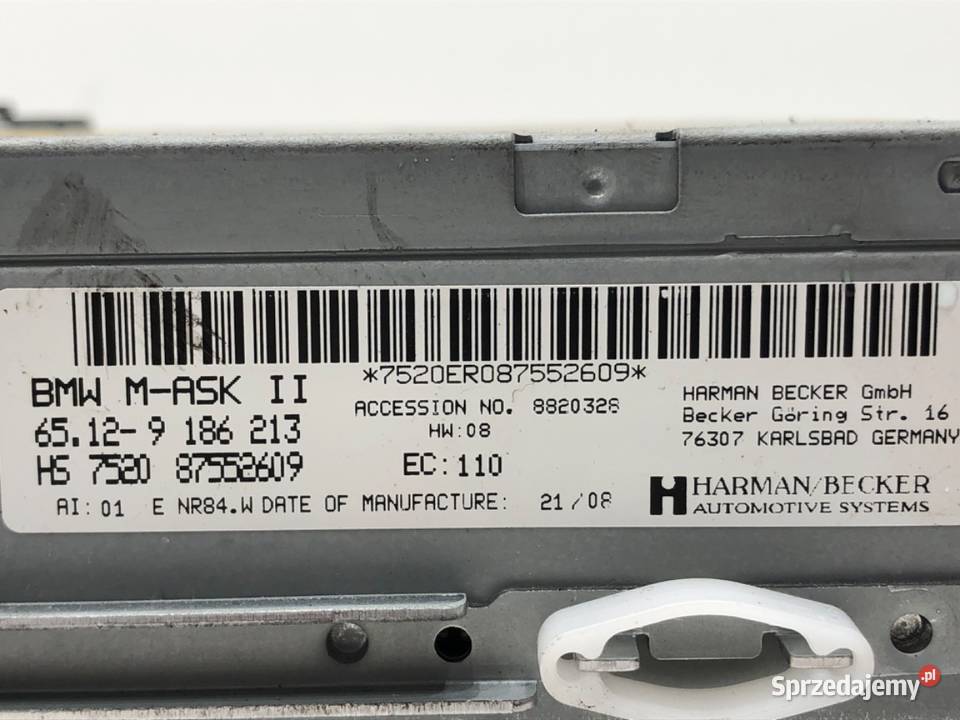 *7520ER087552609*
BMW M-ASK II
65.12-9 186 213
HS 7520 87552609
ACCESSION NO. 8820328
HW:08
EC:110
AI:01 E NR84.W DATE OF MANUFACTURE: 21/08
HARMAN BECKER GmbH
Becker Göring Str. 16
76307 KARLSBAD GERMANY
HARMAN/BECKER
AUTOMOTIVE SYSTEMS
Sprzedajemy.pl